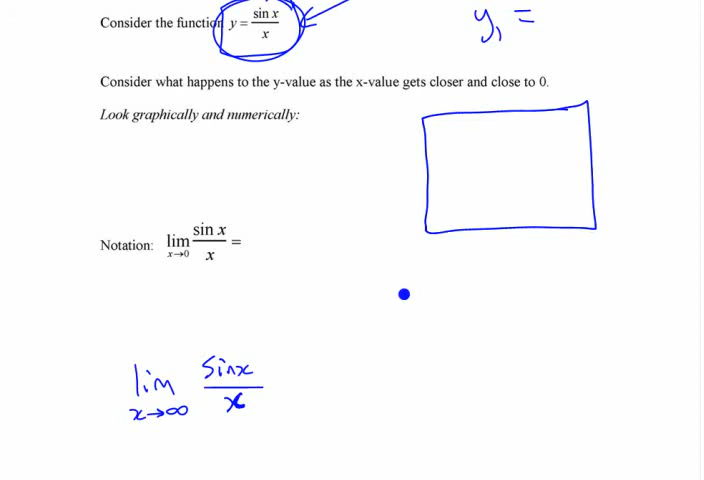 Consider the function y = sin x / x
y₁ =
Consider what happens to the y-value as the x-value gets closer and close to 0.
Look graphically and numerically:
Notation: lim x→0 sin x / x =
lim x→∞ sin x / x